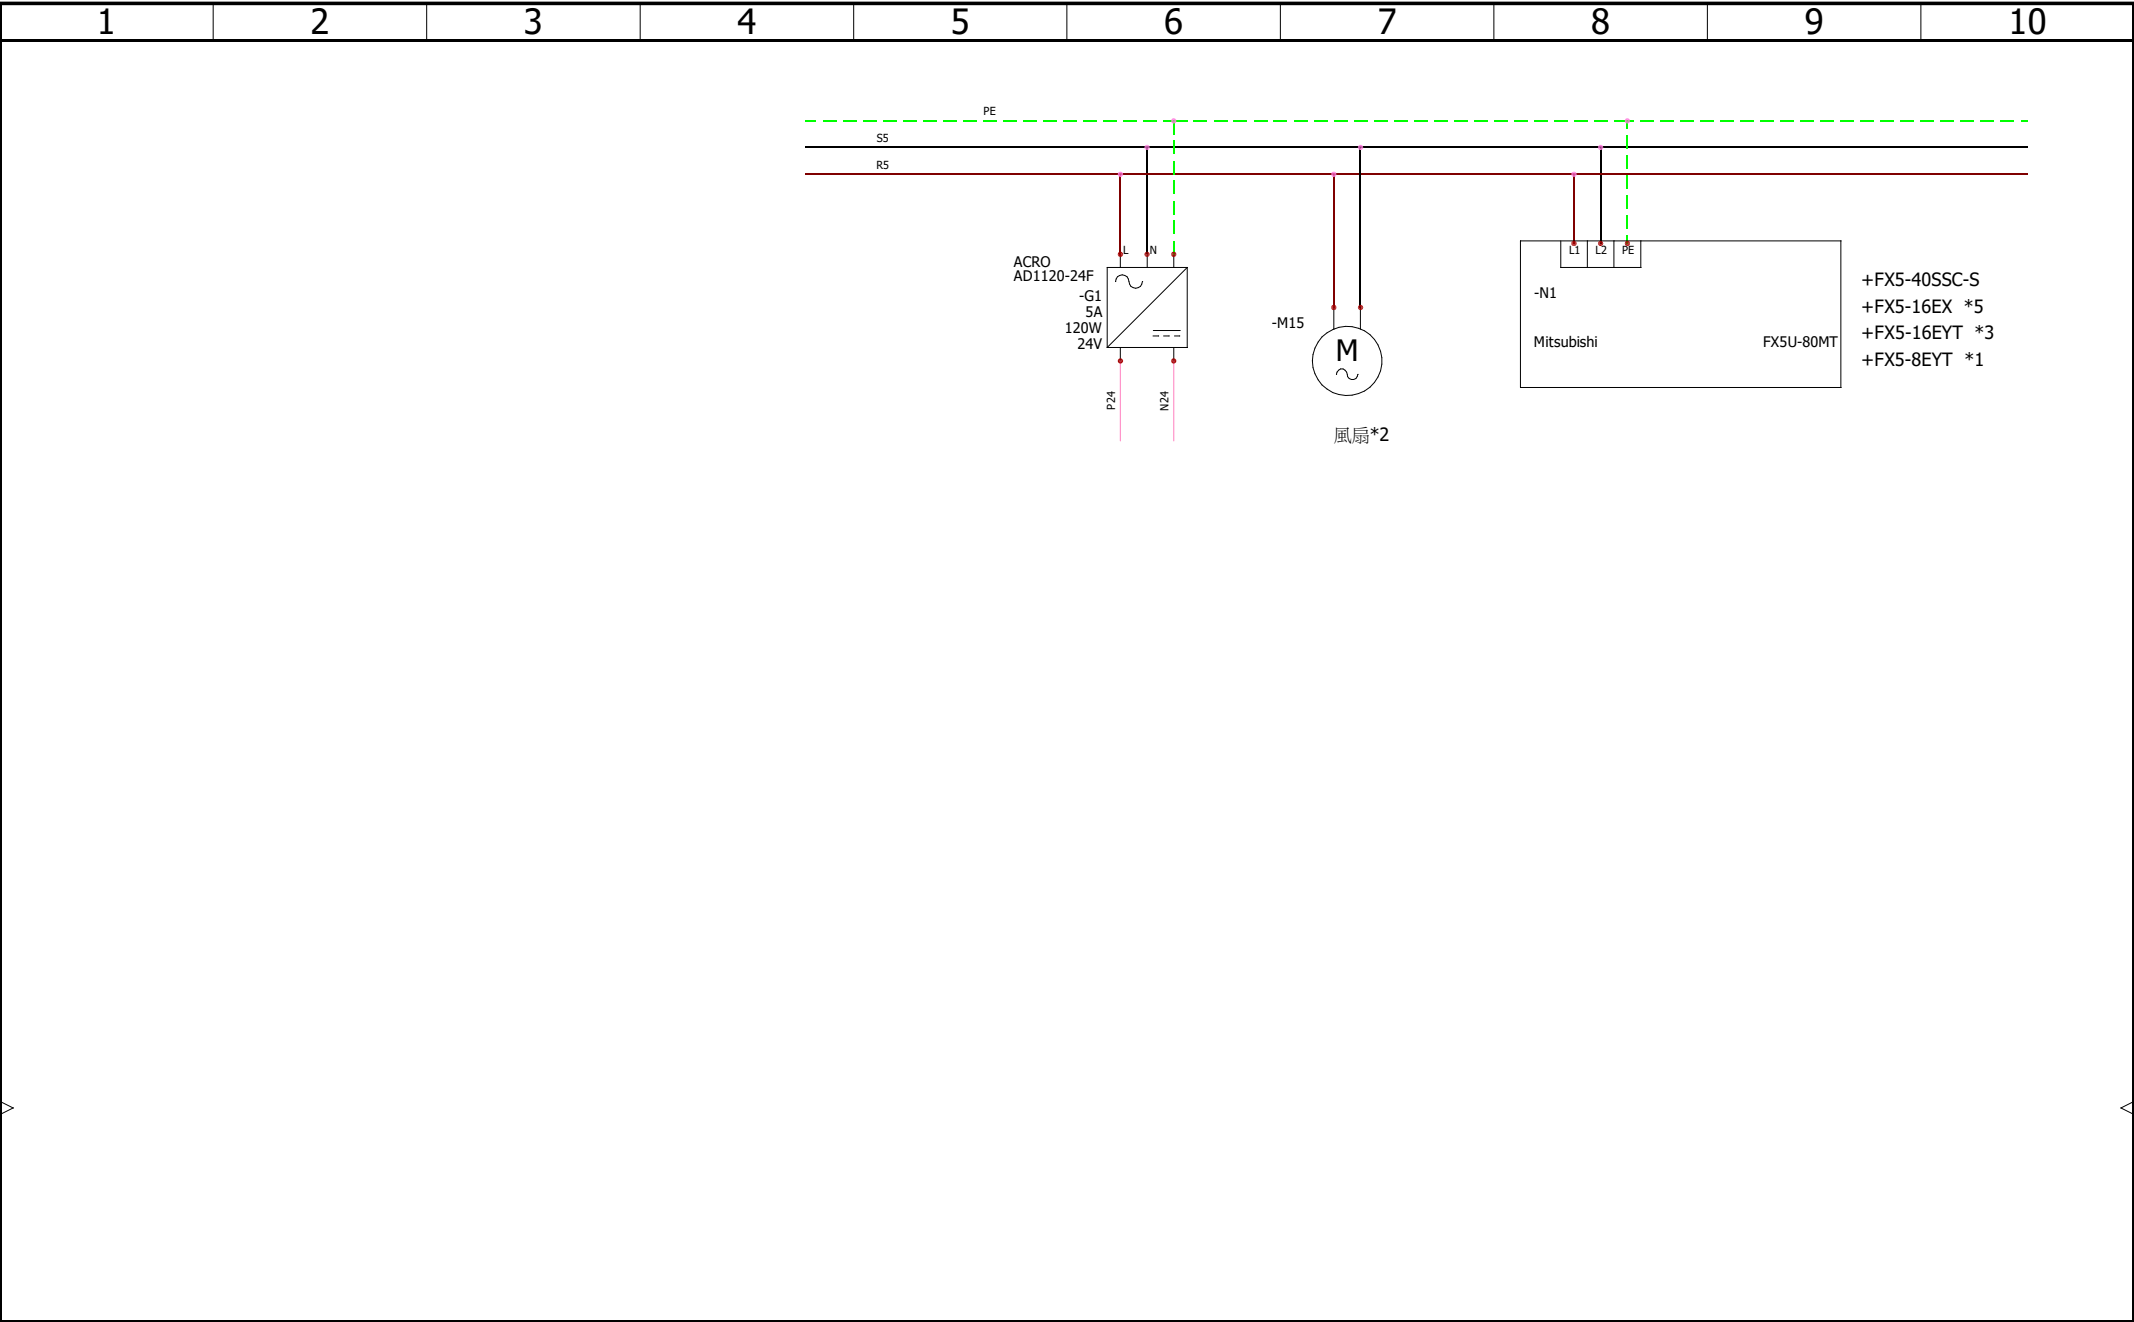 1 2 3 4 5 6 7 8 9 10
PE
S5
R5
L N
ACRO
AD1120-24F
-G1
5A
120W
24V
P24
N24
-M15
M
風扇*2
L1 L2 PE
-N1
Mitsubishi FX5U-80MT
+FX5-40SSC-S
+FX5-16EX *5
+FX5-16EYT *3
+FX5-8EYT *1